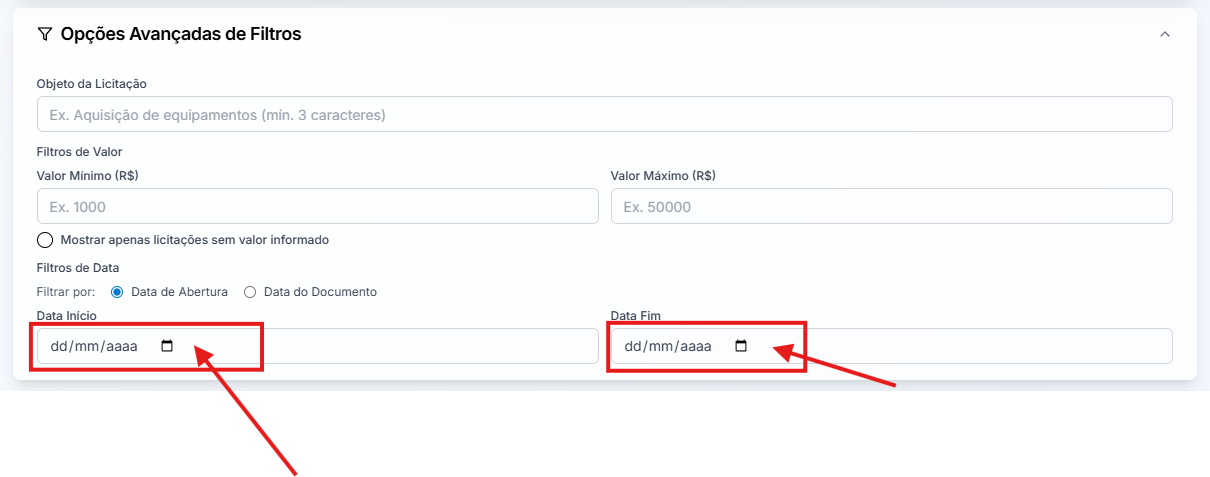 Opções Avançadas de Filtros
Objeto da Licitação
Ex. Aquisição de equipamentos (mín. 3 caracteres)
Filtros de Valor
Valor Mínimo (R$) Valor Máximo (R$)
Ex. 1000 Ex. 50000
Mostrar apenas licitações sem valor informado
Filtros de Data
Filtrar por: Data de Abertura Data do Documento
Data Início Data Fim
dd/mm/aaaa dd/mm/aaaa